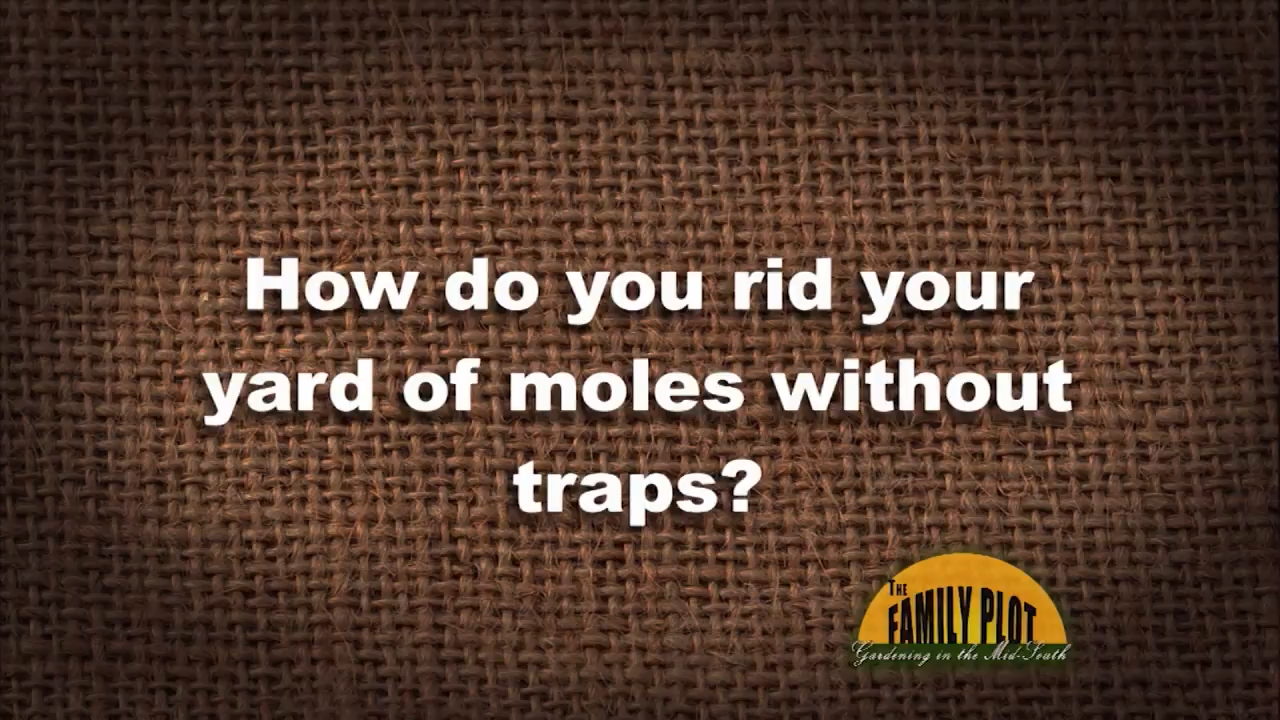 How do you rid your
yard of moles without
traps?
THE
FAMILY PLOT
Gardening in the Mid-South